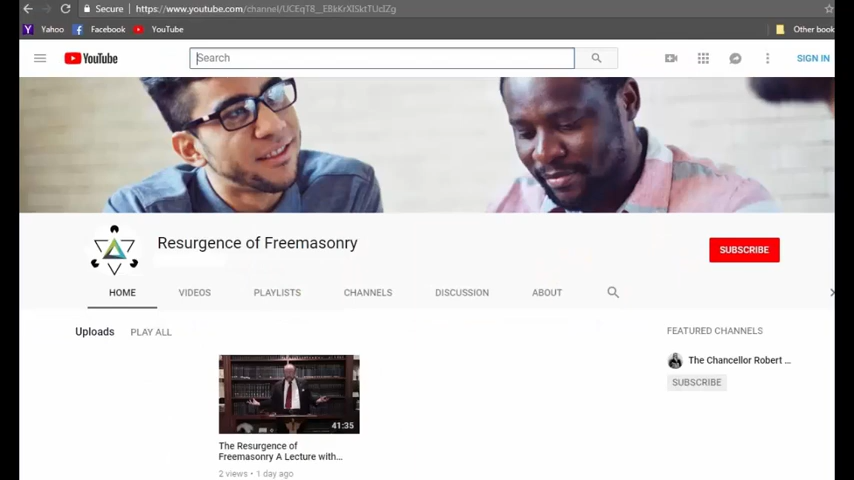 Secure https://www.youtube.com/channel/
Yahoo Facebook YouTube Other book
YouTube Search SIGN IN
Resurgence of Freemasonry SUBSCRIBE
HOME VIDEOS PLAYLISTS CHANNELS DISCUSSION ABOUT
Uploads PLAY ALL FEATURED CHANNELS
The Chancellor Robert ...
SUBSCRIBE
41:35
The Resurgence of
Freemasonry A Lecture with...
2 views • 1 day ago